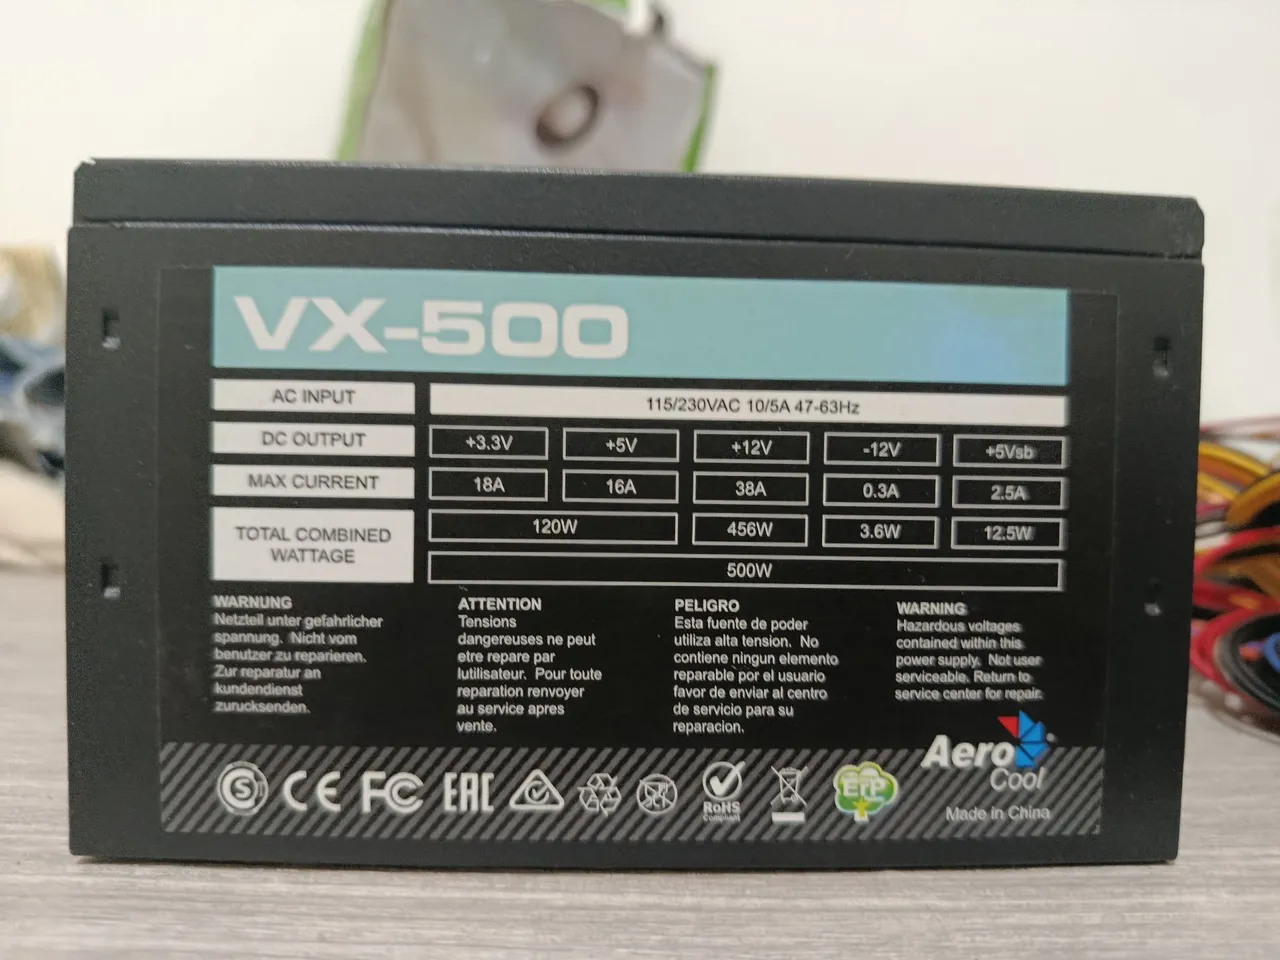 VX-500
AC INPUT 115/230VAC 10/5A 47-63Hz
DC OUTPUT +3.3V +5V +12V -12V +5Vsb
MAX CURRENT 18A 16A 38A 0.3A 2.5A
TOTAL COMBINED WATTAGE 120W 456W 3.6W 12.5W
500W
WARNUNG
Netzteil unter gefahrlicher
spannung. Nicht vom
benutzer zu reparieren.
Zur reparatur an
kundendienst
zurucksenden.
ATTENTION
Tensions
dangereuses ne peut
etre repare par
lutilisateur. Pour toute
reparation renvoyer
au service apres
vente.
PELIGRO
Esta fuente de poder
utiliza alta tension. No
contiene ningun elemento
reparable por el usuario
favor de enviar al centro
de servicio para su
reparacion.
WARNING
Hazardous voltages
contained within this
power supply. Not user
serviceable. Return to
service center for repair.
S CE FC EAC RoHS
Compliant
ErP
Aero
Cool
Made in China